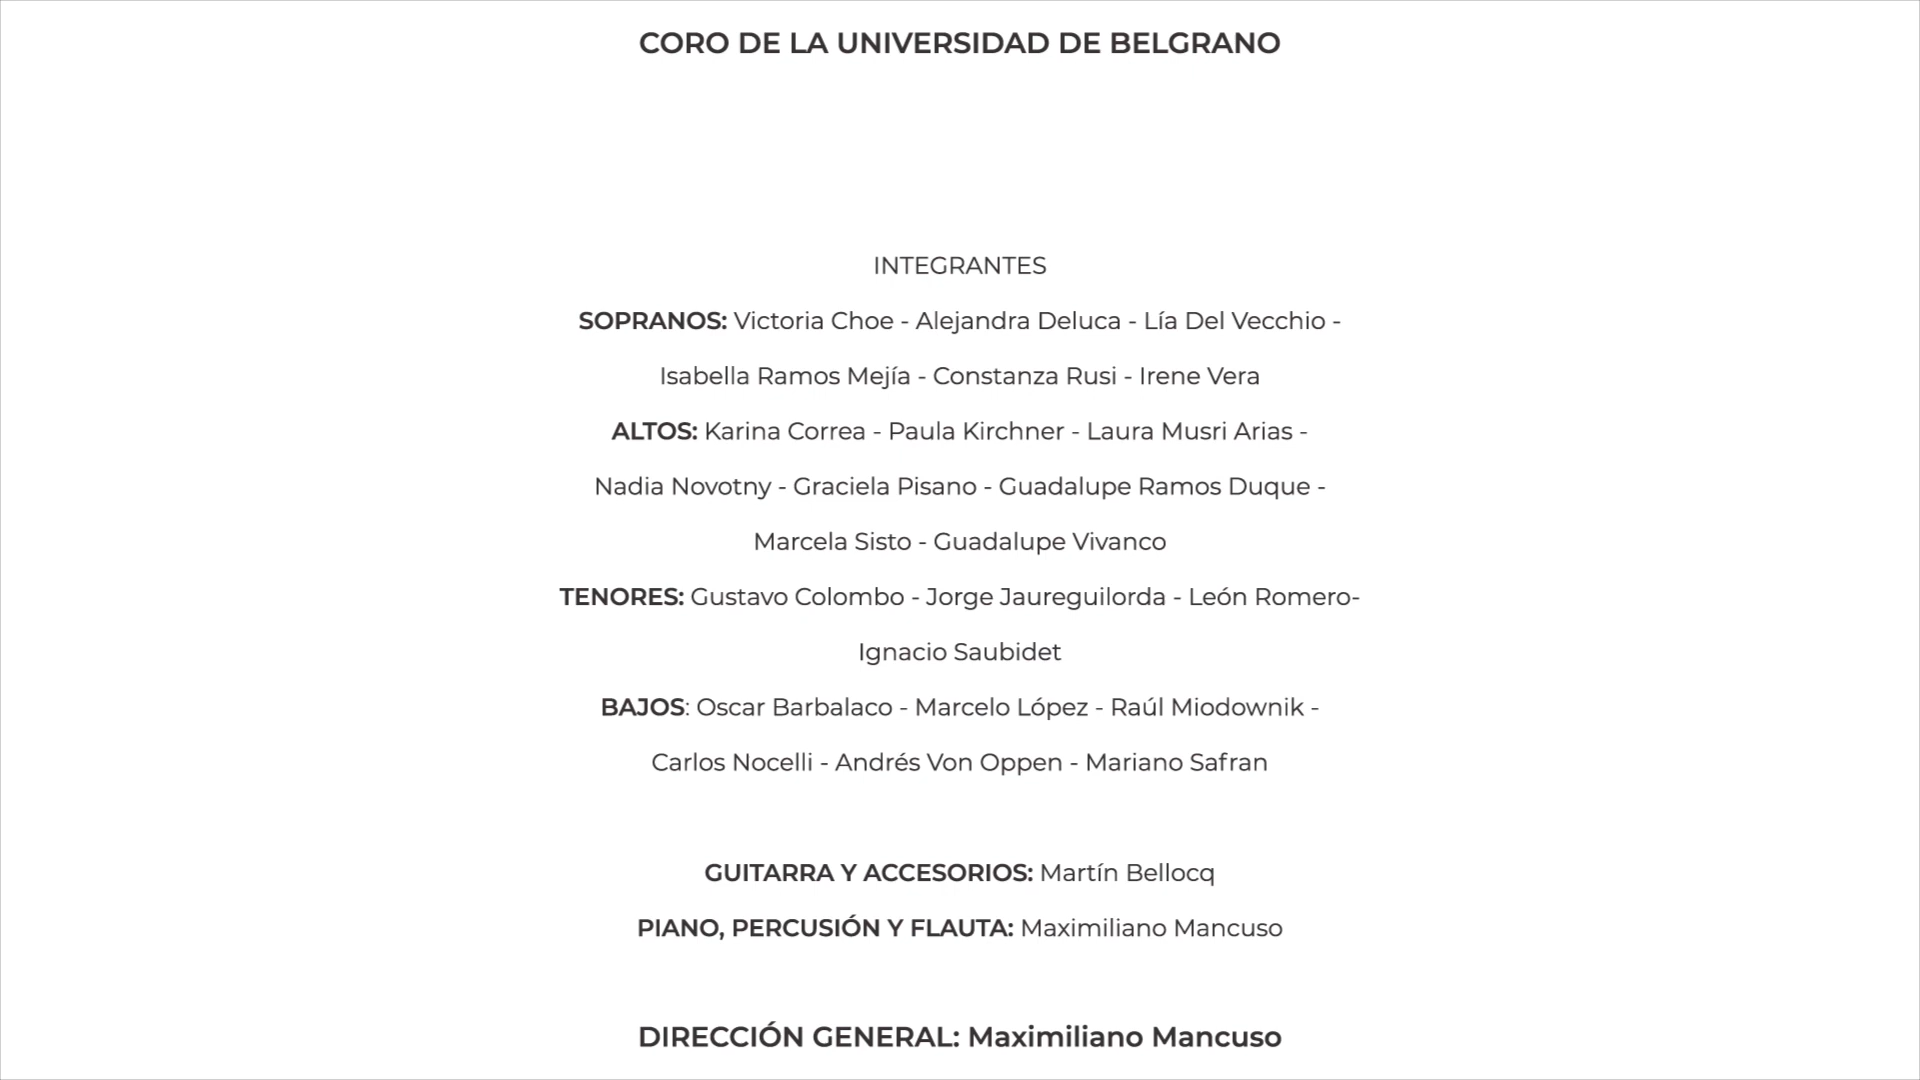 CORO DE LA UNIVERSIDAD DE BELGRANO
INTEGRANTES
SOPRANOS: Victoria Choe - Alejandra Deluca - Lía Del Vecchio -
Isabella Ramos Mejía - Constanza Rusi - Irene Vera
ALTOS: Karina Correa - Paula Kirchner - Laura Musri Arias -
Nadia Novotny - Graciela Pisano - Guadalupe Ramos Duque -
Marcela Sisto - Guadalupe Vivanco
TENORES: Gustavo Colombo - Jorge Jaureguilorda - León Romero-
Ignacio Saubidet
BAJOS: Oscar Barbalaco - Marcelo López - Raúl Miodownik -
Carlos Nocelli - Andrés Von Oppen - Mariano Safran
GUITARRA Y ACCESORIOS: Martín Bellocq
PIANO, PERCUSIÓN Y FLAUTA: Maximiliano Mancuso
DIRECCIÓN GENERAL: Maximiliano Mancuso